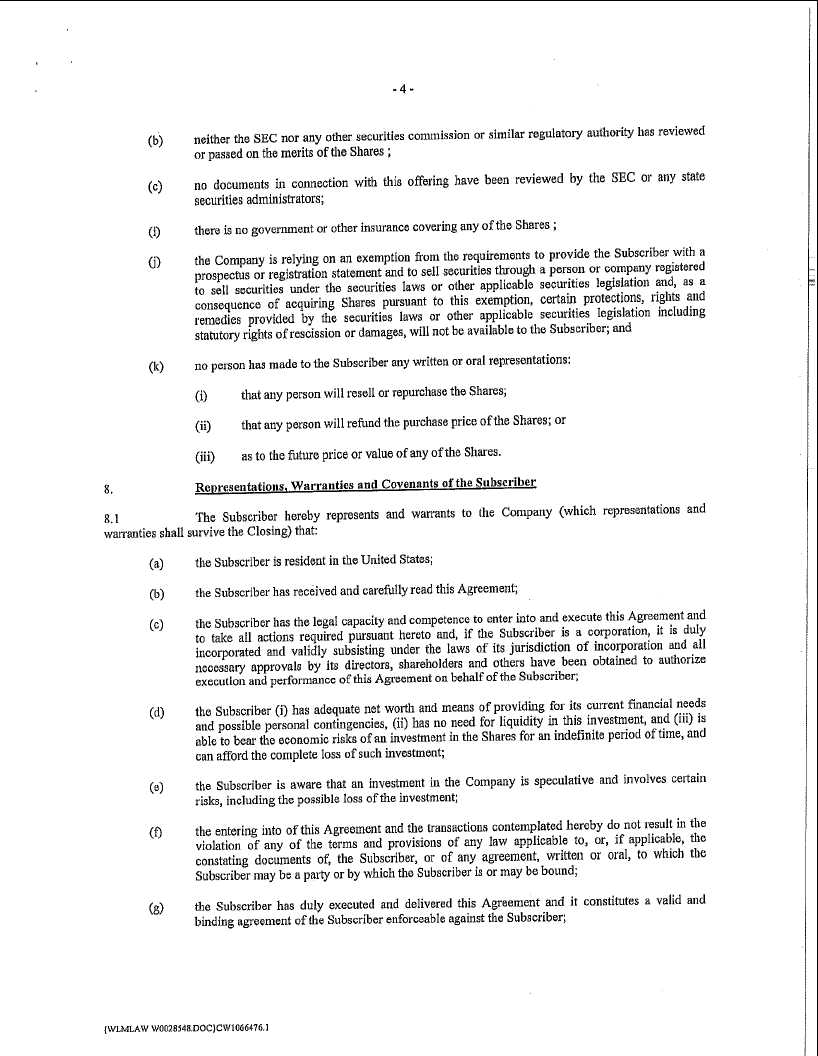 - 4 -
(b) neither the SEC nor any other securities commission or similar regulatory authority has reviewed
or passed on the merits of the Shares ;
(c) no documents in connection with this offering have been reviewed by the SEC or any state
securities administrators;
(i) there is no government or other insurance covering any of the Shares ;
(j) the Company is relying on an exemption from the requirements to provide the Subscriber with a
prospectus or registration statement and to sell securities through a person or company registered
to sell securities under the securities laws or other applicable securities legislation and, as a
consequence of acquiring Shares pursuant to this exemption, certain protections, rights and
remedies provided by the securities laws or other applicable securities legislation including
statutory rights of rescission or damages, will not be available to the Subscriber; and
(k) no person has made to the Subscriber any written or oral representations:
(i) that any person will resell or repurchase the Shares;
(ii) that any person will refund the purchase price of the Shares; or
(iii) as to the future price or value of any of the Shares.
8. Representations, Warranties and Covenants of the Subscriber
8.1 The Subscriber hereby represents and warrants to the Company (which representations and
warranties shall survive the Closing) that:
(a) the Subscriber is resident in the United States;
(b) the Subscriber has received and carefully read this Agreement;
(c) the Subscriber has the legal capacity and competence to enter into and execute this Agreement and
to take all actions required pursuant hereto and, if the Subscriber is a corporation, it is duly
incorporated and validly subsisting under the laws of its jurisdiction of incorporation and all
necessary approvals by its directors, shareholders and others have been obtained to authorize
execution and performance of this Agreement on behalf of the Subscriber;
(d) the Subscriber (i) has adequate net worth and means of providing for its current financial needs
and possible personal contingencies, (ii) has no need for liquidity in this investment, and (iii) is
able to bear the economic risks of an investment in the Shares for an indefinite period of time, and
can afford the complete loss of such investment;
(e) the Subscriber is aware that an investment in the Company is speculative and involves certain
risks, including the possible loss of the investment;
(f) the entering into of this Agreement and the transactions contemplated hereby do not result in the
violation of any of the terms and provisions of any law applicable to, or, if applicable, the
constating documents of, the Subscriber, or of any agreement, written or oral, to which the
Subscriber may be a party or by which the Subscriber is or may be bound;
(g) the Subscriber has duly executed and delivered this Agreement and it constitutes a valid and
binding agreement of the Subscriber enforceable against the Subscriber;
{WLMLAW W0028548.DOC}CW1066476.1